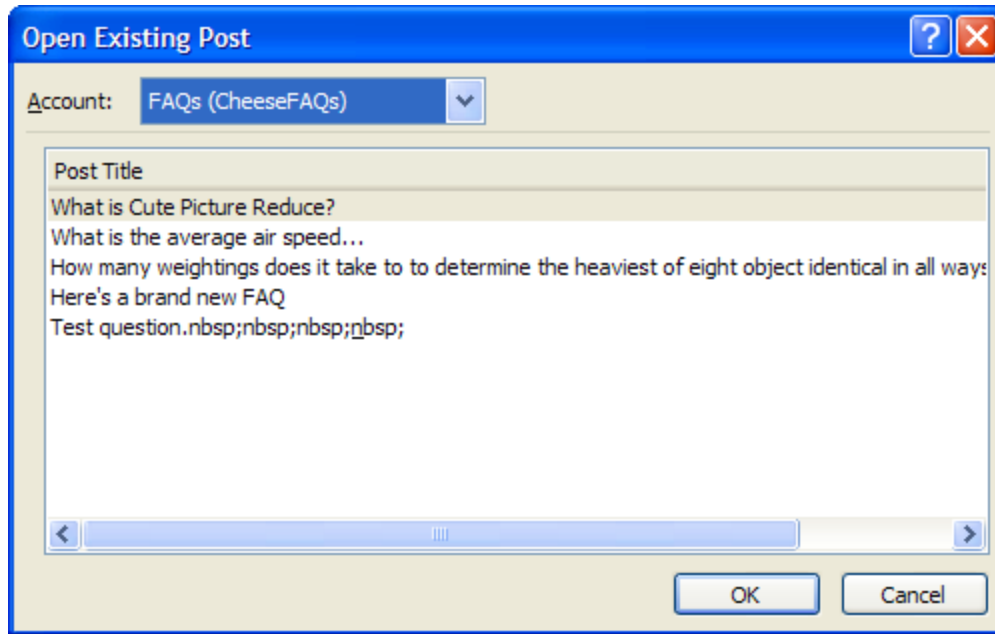 Open Existing Post
Account: FAQs (CheeseFAQs)
Post Title
What is Cute Picture Reduce?
What is the average air speed...
How many weightings does it take to to determine the heaviest of eight object identical in all ways
Here's a brand new FAQ
Test question.nbsp;nbsp;nbsp;nbsp;
OK Cancel